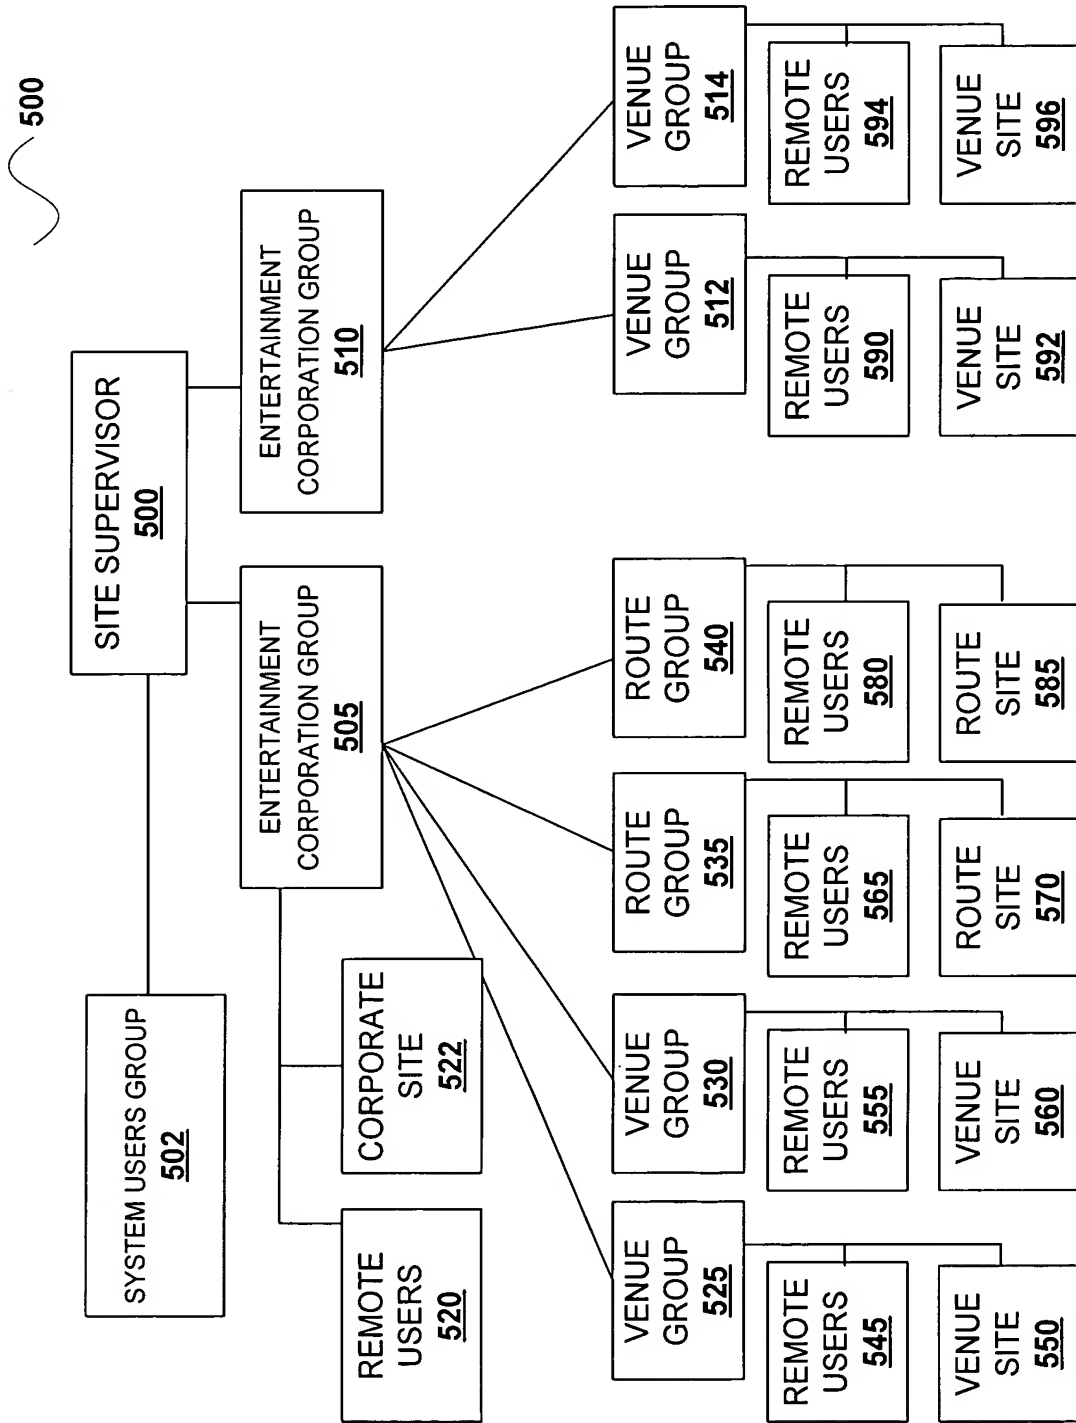 500
SITE SUPERVISOR
500
SYSTEM USERS GROUP
502
ENTERTAINMENT
CORPORATION GROUP
505
ENTERTAINMENT
CORPORATION GROUP
510
REMOTE
USERS
520
CORPORATE
SITE
522
VENUE
GROUP
525
VENUE
GROUP
530
ROUTE
GROUP
535
ROUTE
GROUP
540
VENUE
GROUP
512
VENUE
GROUP
514
REMOTE
USERS
545
REMOTE
USERS
555
REMOTE
USERS
565
REMOTE
USERS
580
REMOTE
USERS
590
REMOTE
USERS
594
VENUE
SITE
550
VENUE
SITE
560
ROUTE
SITE
570
ROUTE
SITE
585
VENUE
SITE
592
VENUE
SITE
596